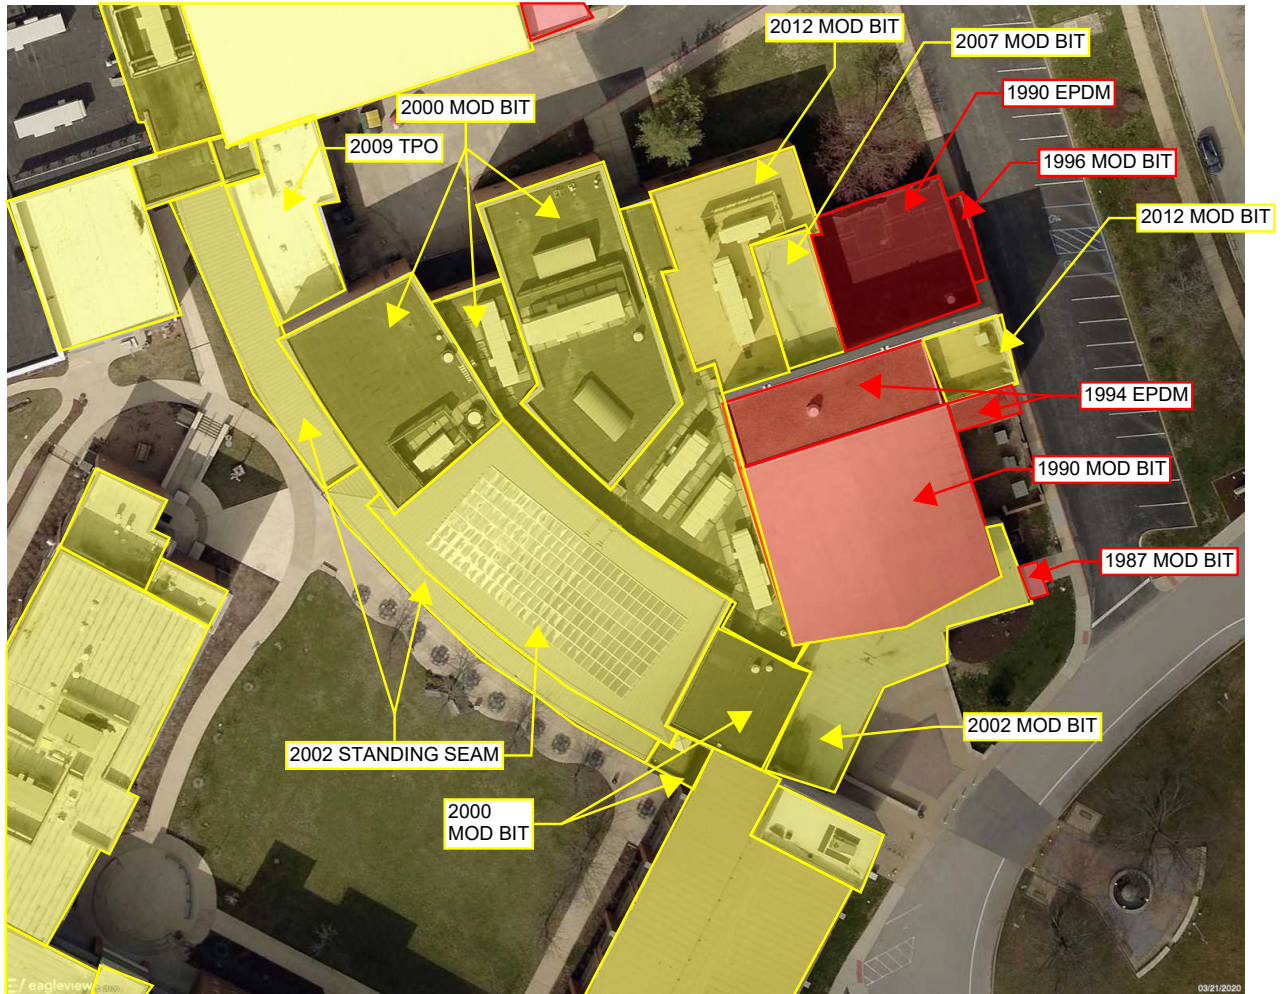 2012 MOD BIT
2007 MOD BIT
1990 EPDM
2000 MOD BIT
2009 TPO
1996 MOD BIT
2012 MOD BIT
1994 EPDM
1990 MOD BIT
1987 MOD BIT
2002 MOD BIT
2002 STANDING SEAM
2000
MOD BIT
eagleview
03/21/2020